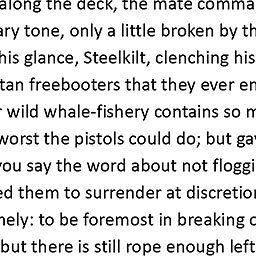 along the deck, the mate comma
ary tone, only a little broken by th
his glance, Steelkilt, clenching his
tan freebooters that they ever en
wild whale-fishery contains so m
worst the pistols could do; but ga
you say the word about not floggi
ed them to surrender at discretion
nely: to be foremost in breaking o
but there is still rope enough left